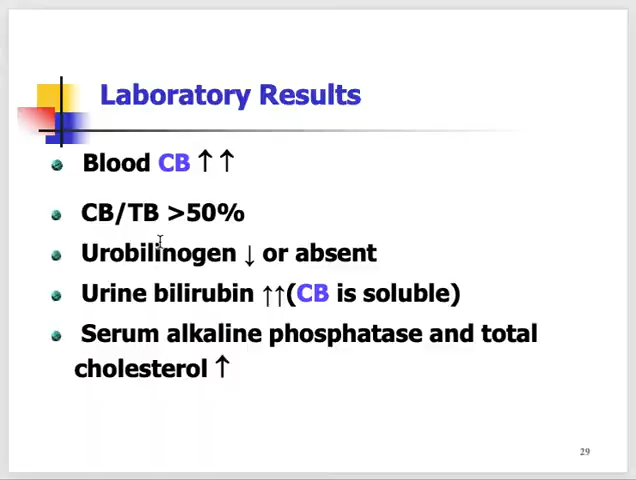 Laboratory Results
Blood CB ↑↑
CB/TB >50%
Urobilinogen ↓ or absent
Urine bilirubin ↑↑(CB is soluble)
Serum alkaline phosphatase and total
cholesterol ↑
29